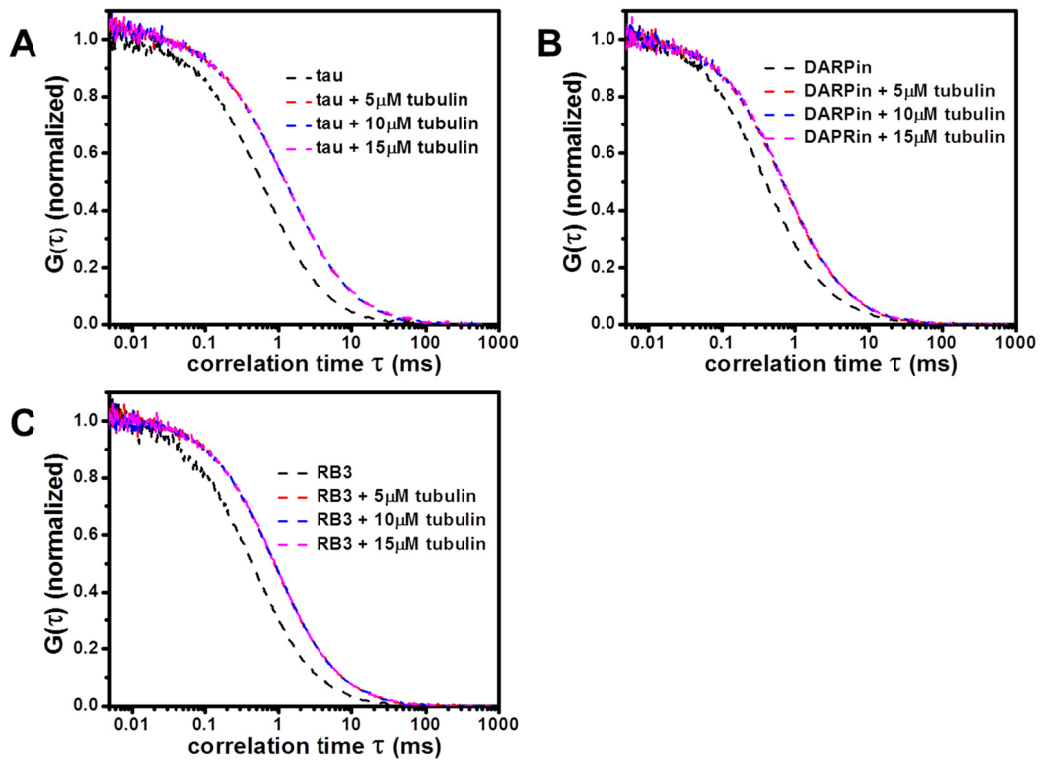 A
G(τ) (normalized)
1.0
0.8
0.6
0.4
0.2
0.0
tau
tau + 5μM tubulin
tau + 10μM tubulin
tau + 15μM tubulin
0.01 0.1 1 10 100 1000
correlation time τ (ms)
B
G(τ) (normalized)
1.0
0.8
0.6
0.4
0.2
0.0
DARPin
DARPin + 5μM tubulin
DARPin + 10μM tubulin
DAPRin + 15μM tubulin
0.01 0.1 1 10 100 1000
correlation time τ (ms)
C
G(τ) (normalized)
1.0
0.8
0.6
0.4
0.2
0.0
RB3
RB3 + 5μM tubulin
RB3 + 10μM tubulin
RB3 + 15μM tubulin
0.01 0.1 1 10 100 1000
correlation time τ (ms)